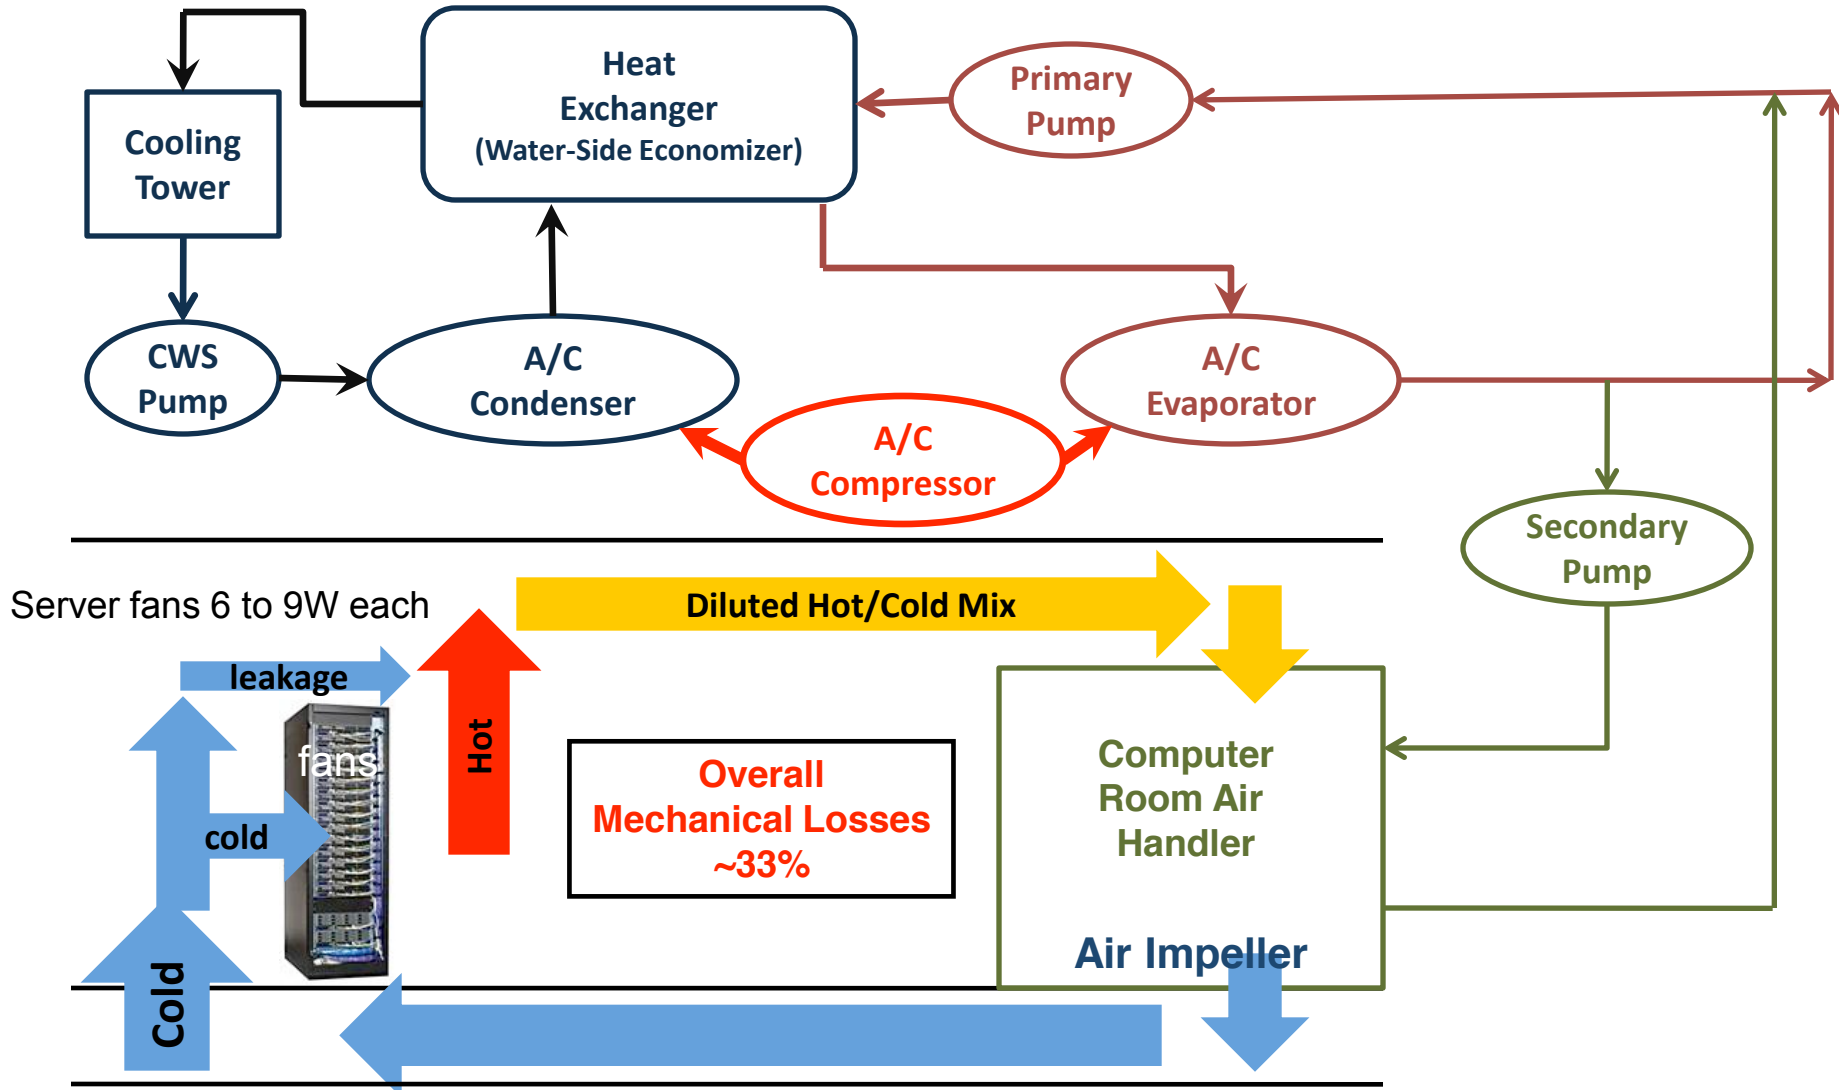 Heat
Exchanger
(Water-Side Economizer)
Primary
Pump
Cooling
Tower
CWS
Pump
A/C
Condenser
A/C
Compressor
A/C
Evaporator
Secondary
Pump
Server fans 6 to 9W each
Diluted Hot/Cold Mix
leakage
Hot
fans
cold
Cold
Overall
Mechanical Losses
~33%
Computer
Room Air
Handler
Air Impeller